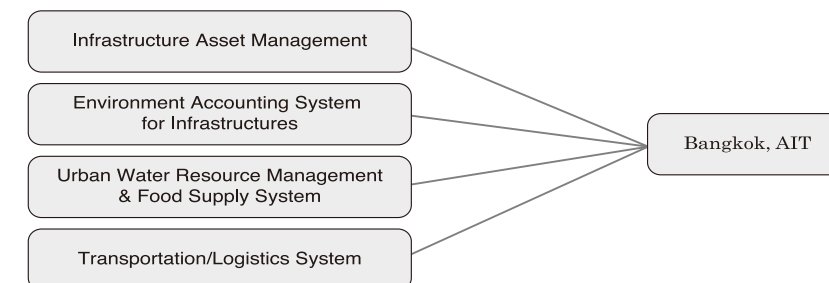 Infrastructure Asset Management
Environment Accounting System
for Infrastructures
Urban Water Resource Management
& Food Supply System
Transportation/Logistics System
Bangkok, AIT